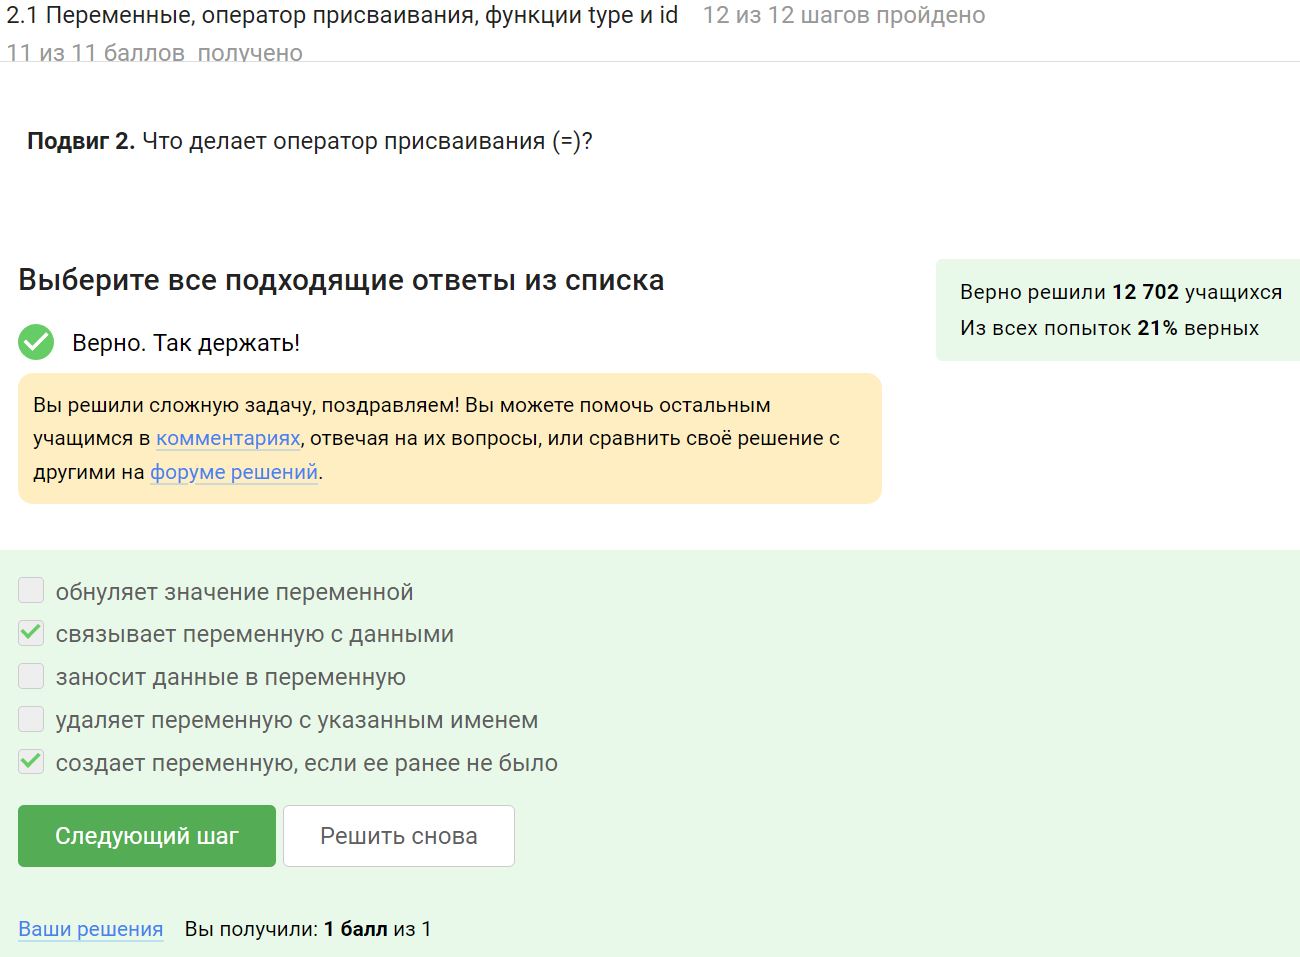 2.1 Переменные, оператор присваивания, функции type и id 12 из 12 шагов пройдено
11 из 11 баллов получено
Подвиг 2. Что делает оператор присваивания (=)?
Выберите все подходящие ответы из списка
Верно. Так держать!
Верно решили 12 702 учащихся
Из всех попыток 21% верных
Вы решили сложную задачу, поздравляем! Вы можете помочь остальным
учащимся в комментариях, отвечая на их вопросы, или сравнить своё решение с
другими на форуме решений.
обнуляет значение переменной
связывает переменную с данными
заносит данные в переменную
удаляет переменную с указанным именем
создает переменную, если ее ранее не было
Следующий шаг Решить снова
Ваши решения Вы получили: 1 балл из 1